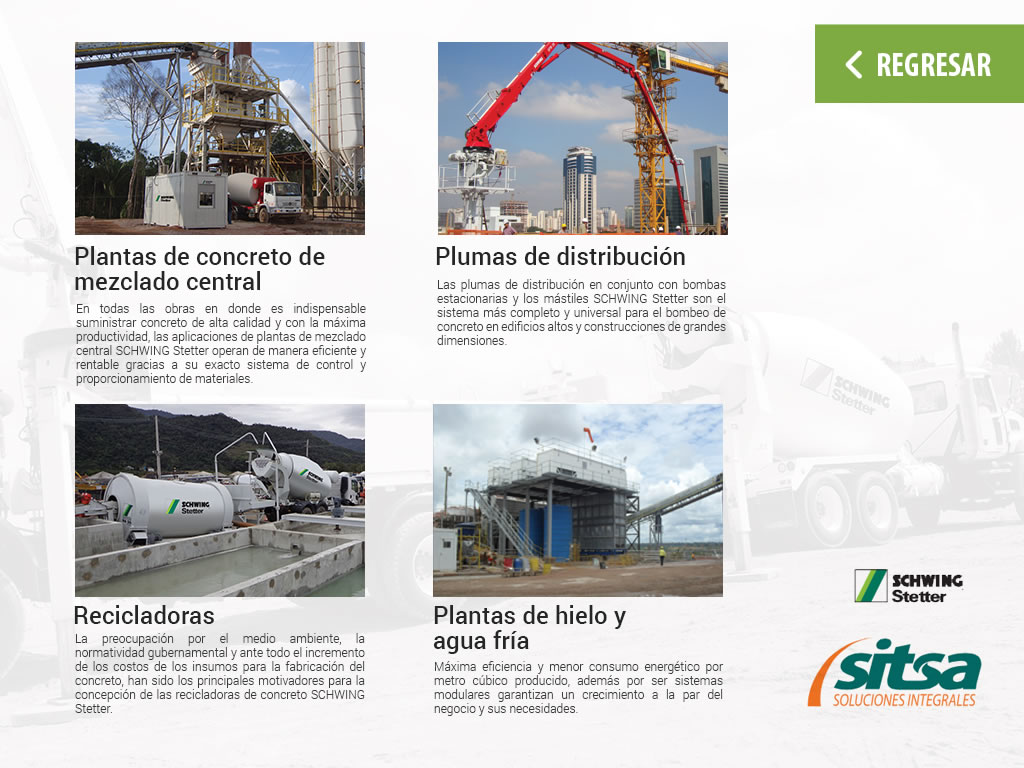 REGRESAR
SCHWING
Stetter
Plantas de concreto de
mezclado central
En todas las obras en donde es indispensable
suministrar concreto de alta calidad y con la máxima
productividad, las aplicaciones de plantas de mezclado
central SCHWING Stetter operan de manera eficiente y
rentable gracias a su exacto sistema de control y
proporcionamiento de materiales.
Plumas de distribución
Las plumas de distribución en conjunto con bombas
estacionarias y los mástiles SCHWING Stetter son el
sistema más completo y universal para el bombeo de
concreto en edificios altos y construcciones de grandes
dimensiones.
SCHWING
Stetter
SCHWING
Stetter
SCHWING
Stetter
Recicladoras
La preocupación por el medio ambiente, la
normatividad gubernamental y ante todo el incremento
de los costos de los insumos para la fabricación del
concreto, han sido los principales motivadores para la
concepción de las recicladoras de concreto SCHWING
Stetter.
Plantas de hielo y
agua fría
Máxima eficiencia y menor consumo energético por
metro cúbico producido, además por ser sistemas
modulares garantizan un crecimiento a la par del
negocio y sus necesidades.
SCHWING
Stetter
sitsa
SOLUCIONES INTEGRALES